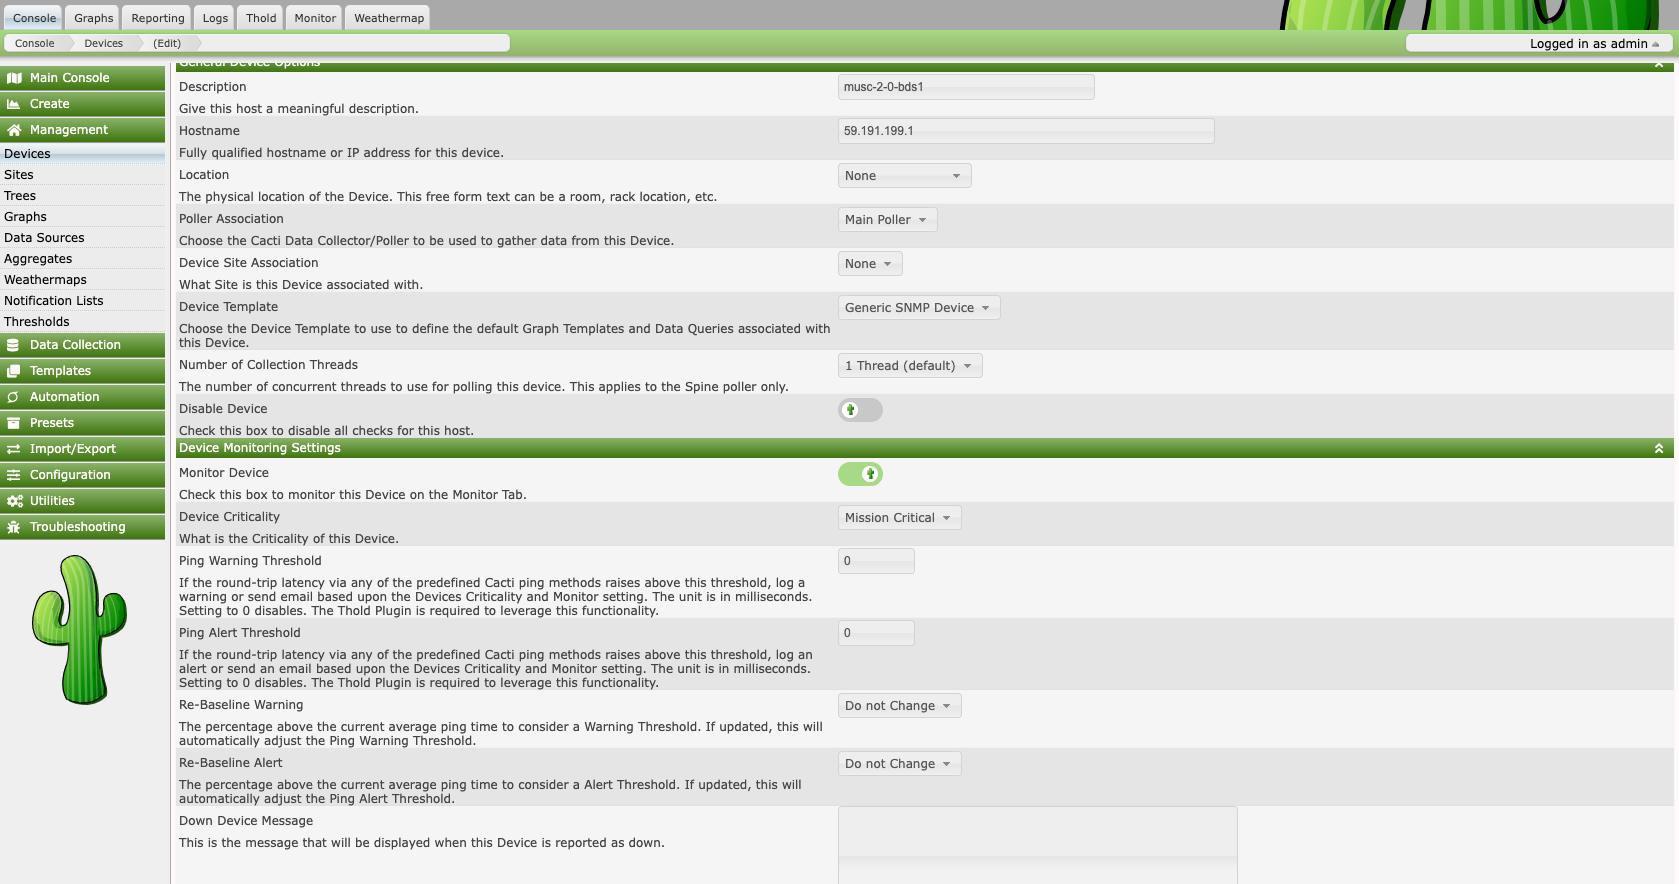 Console Graphs Reporting Logs Thold Monitor Weathermap
Console Devices (Edit)
Logged in as admin
Main Console
Create
Management
Devices
Sites
Trees
Graphs
Data Sources
Aggregates
Weathermaps
Notification Lists
Thresholds
Data Collection
Templates
Automation
Presets
Import/Export
Configuration
Utilities
Troubleshooting
General Device Options
Description
musc-2-0-bds1
Give this host a meaningful description.
Hostname
59.191.199.1
Fully qualified hostname or IP address for this device.
Location
None
The physical location of the Device. This free form text can be a room, rack location, etc.
Poller Association
Main Poller
Choose the Cacti Data Collector/Poller to be used to gather data from this Device.
Device Site Association
None
What Site is this Device associated with.
Device Template
Generic SNMP Device
Choose the Device Template to use to define the default Graph Templates and Data Queries associated with
this Device.
Number of Collection Threads
1 Thread (default)
The number of concurrent threads to use for polling this device. This applies to the Spine poller only.
Disable Device
Check this box to disable all checks for this host.
Device Monitoring Settings
Monitor Device
Check this box to monitor this Device on the Monitor Tab.
Device Criticality
Mission Critical
What is the Criticality of this Device.
Ping Warning Threshold
0
If the round-trip latency via any of the predefined Cacti ping methods raises above this threshold, log a
warning or send email based upon the Devices Criticality and Monitor setting. The unit is in milliseconds.
Setting to 0 disables. The Thold Plugin is required to leverage this functionality.
Ping Alert Threshold
0
If the round-trip latency via any of the predefined Cacti ping methods raises above this threshold, log an
alert or send an email based upon the Devices Criticality and Monitor setting. The unit is in milliseconds.
Setting to 0 disables. The Thold Plugin is required to leverage this functionality.
Re-Baseline Warning
Do not Change
The percentage above the current average ping time to consider a Warning Threshold. If updated, this will
automatically adjust the Ping Warning Threshold.
Re-Baseline Alert
Do not Change
The percentage above the current average ping time to consider a Alert Threshold. If updated, this will
automatically adjust the Ping Alert Threshold.
Down Device Message
This is the message that will be displayed when this Device is reported as down.